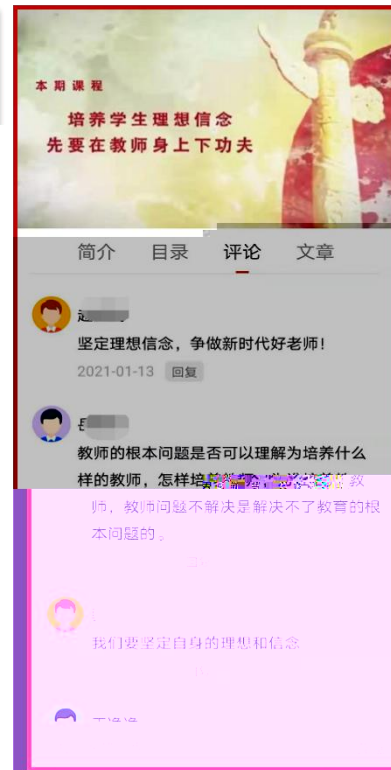 本期课程
培养学生理想信念
先要在教师身上下功夫
简介 目录 评论 文章
坚定理想信念，争做新时代好老师！
2021-01-13 回复
教师的根本问题是否可以理解为培养什么
样的教师，怎样培
教
师，教师问题不解决是解决不了教育的根
本问题的。
我们要坚定自身的理想和信念